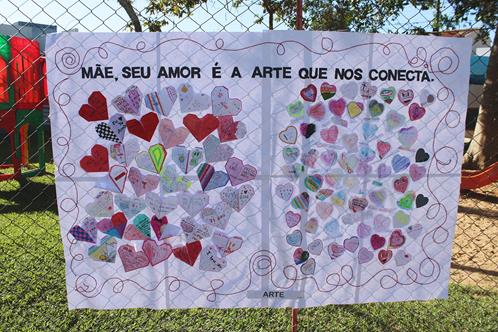 MÃE, SEU AMOR É A ARTE QUE NOS CONECTA.
ARTE